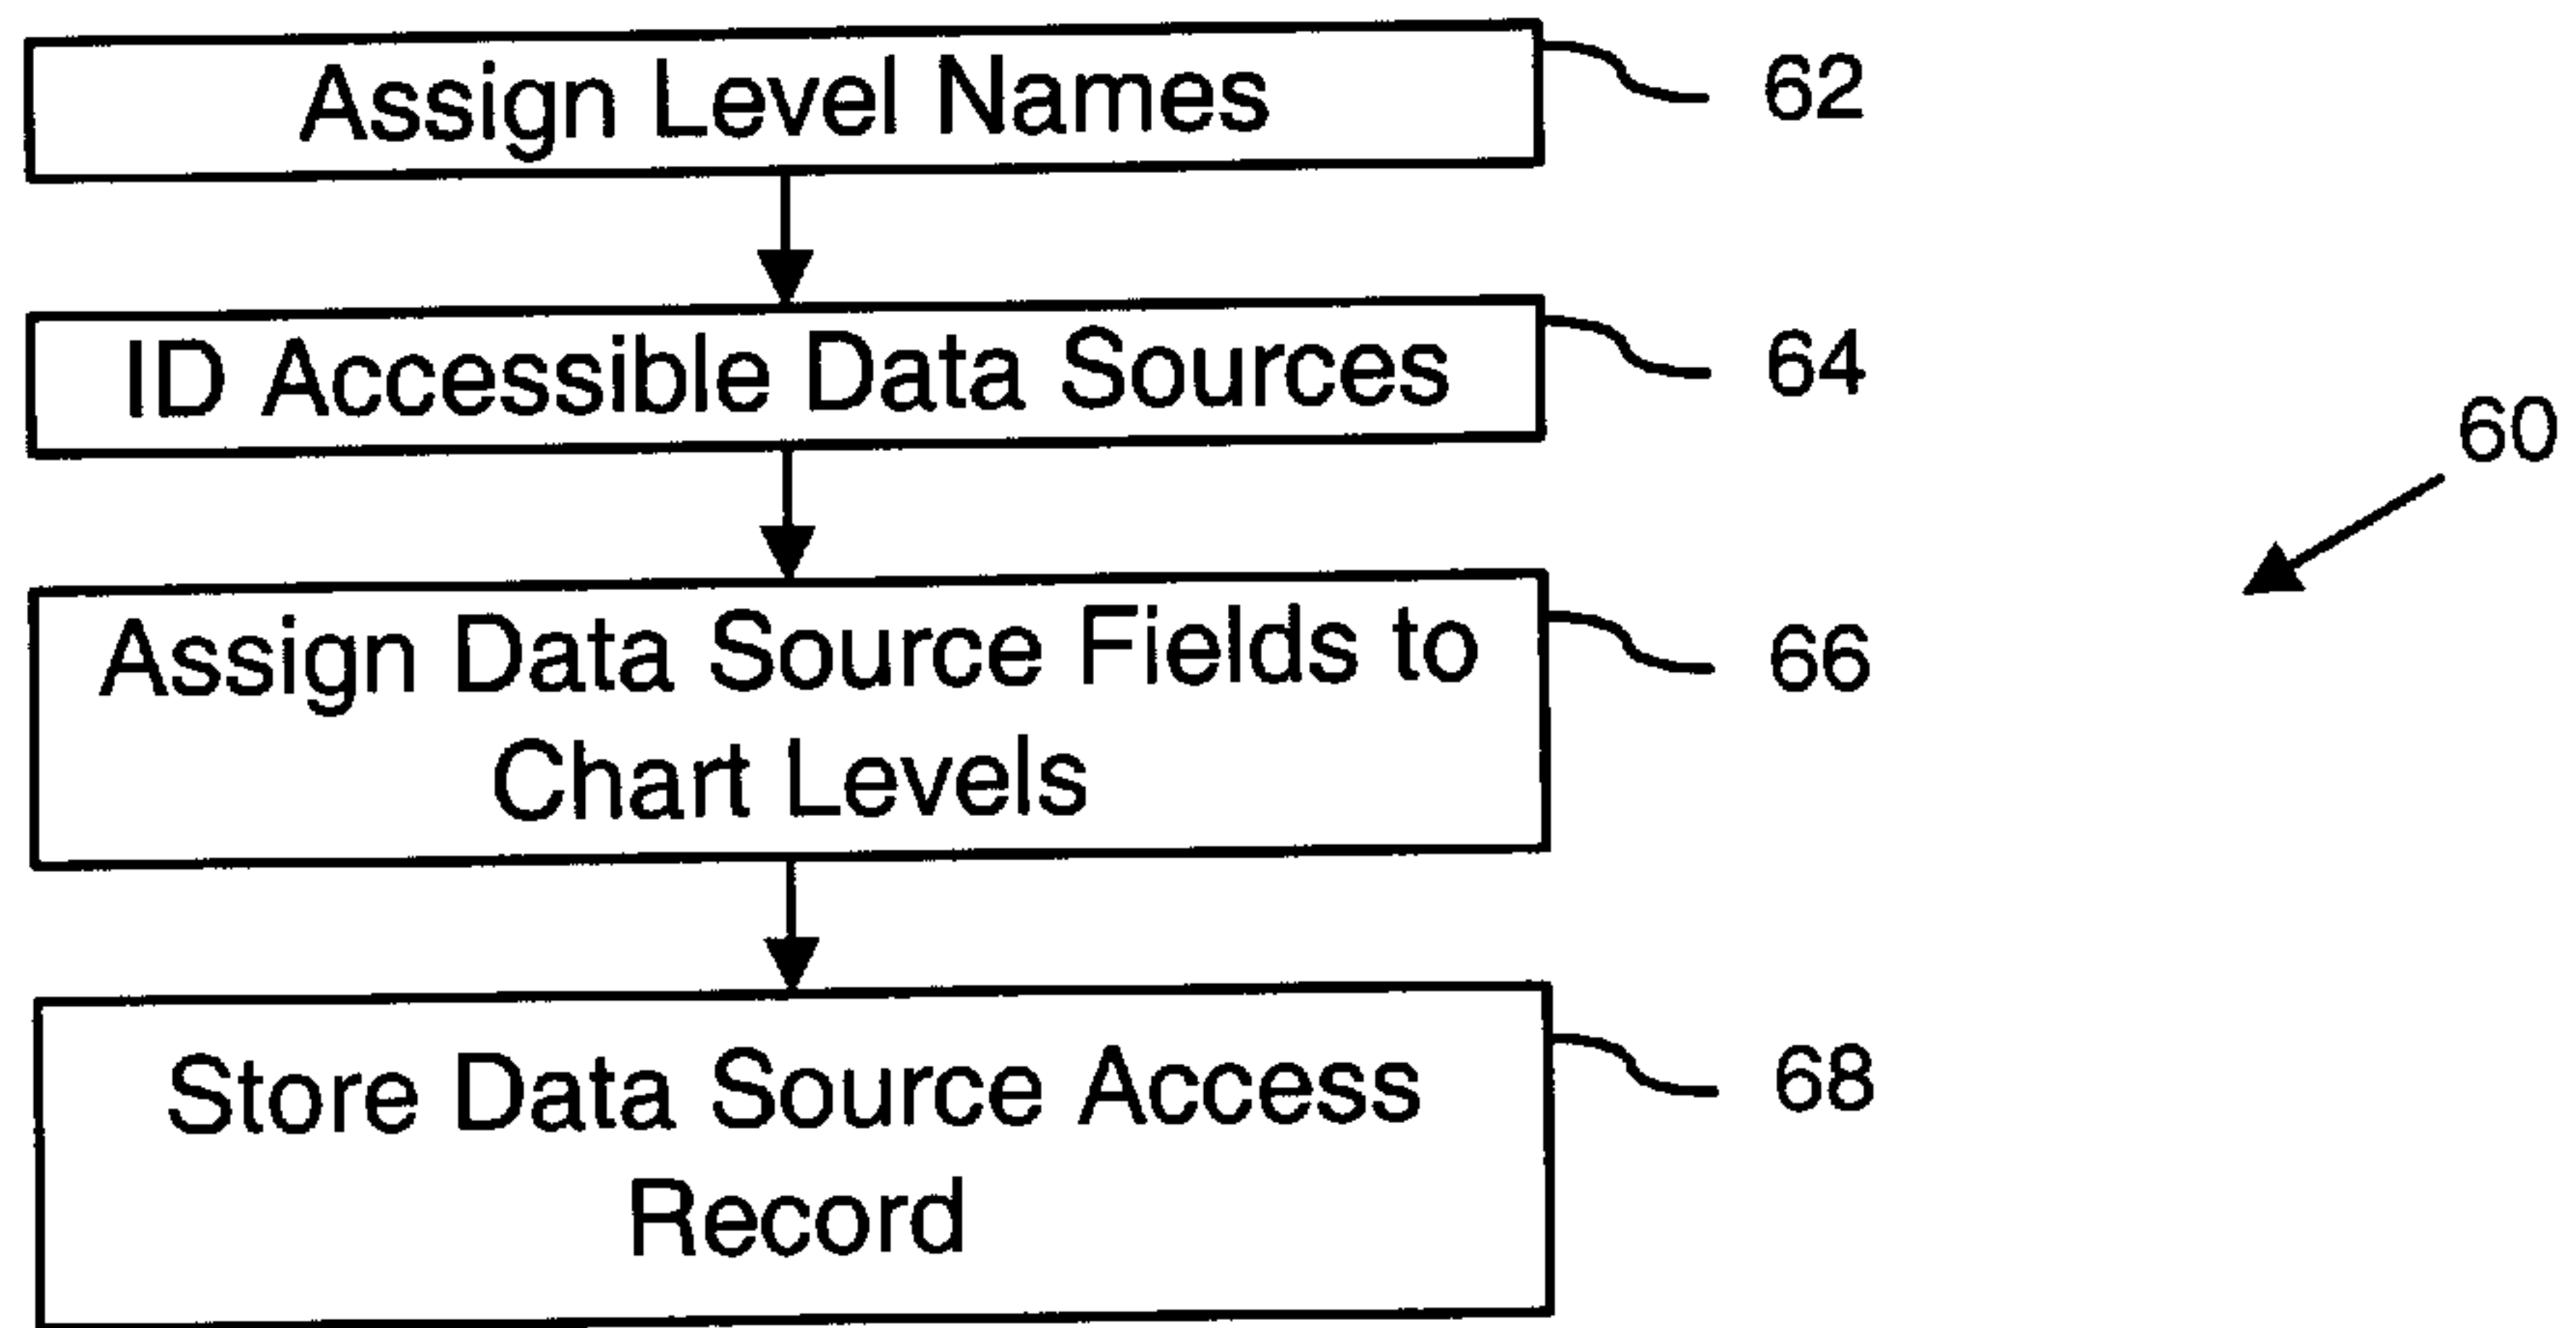 Assign Level Names
62
ID Accessible Data Sources
64
60
Assign Data Source Fields to
Chart Levels
66
Store Data Source Access
Record
68